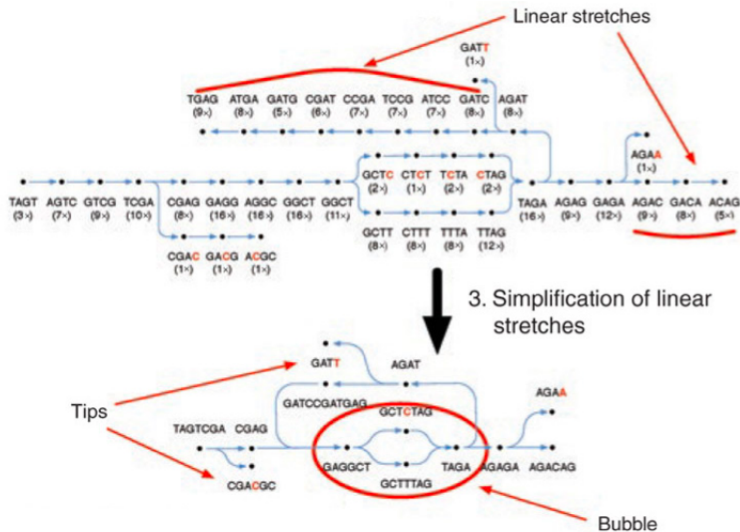 Linear stretches
GATT
(1×)
TGAG ATGA GATG CGAT CCGA TCCG ATCC GATC AGAT
(9×) (8×) (5×) (6×) (7×) (7×) (7×) (8×) (8×)
AGAA
(1×)
GCTC CTCT TCTA CTAG
(2×) (1×) (2×) (2×)
TAGT AGTC GTCG TCGA CGAG GAGG AGGC GGCT GGCT TAGA AGAG GAGA AGAC GACA ACAG
(3×) (7×) (9×) (10×) (8×) (16×) (16×) (16×) (11×) (16×) (9×) (12×) (9×) (8×) (5×)
GCTT CTTT TTTA TTAG
(8×) (8×) (8×) (12×)
CGAC GACG ACGC
(1×) (1×) (1×)
3. Simplification of linear
stretches
GATT AGAT
AGAA
Tips
GATCCGATGAG GCTCTAG
TAGTCGA CGAG
GAGGCT TAGA AGAGA AGACAG
CGACGC GCTTTAG
Bubble